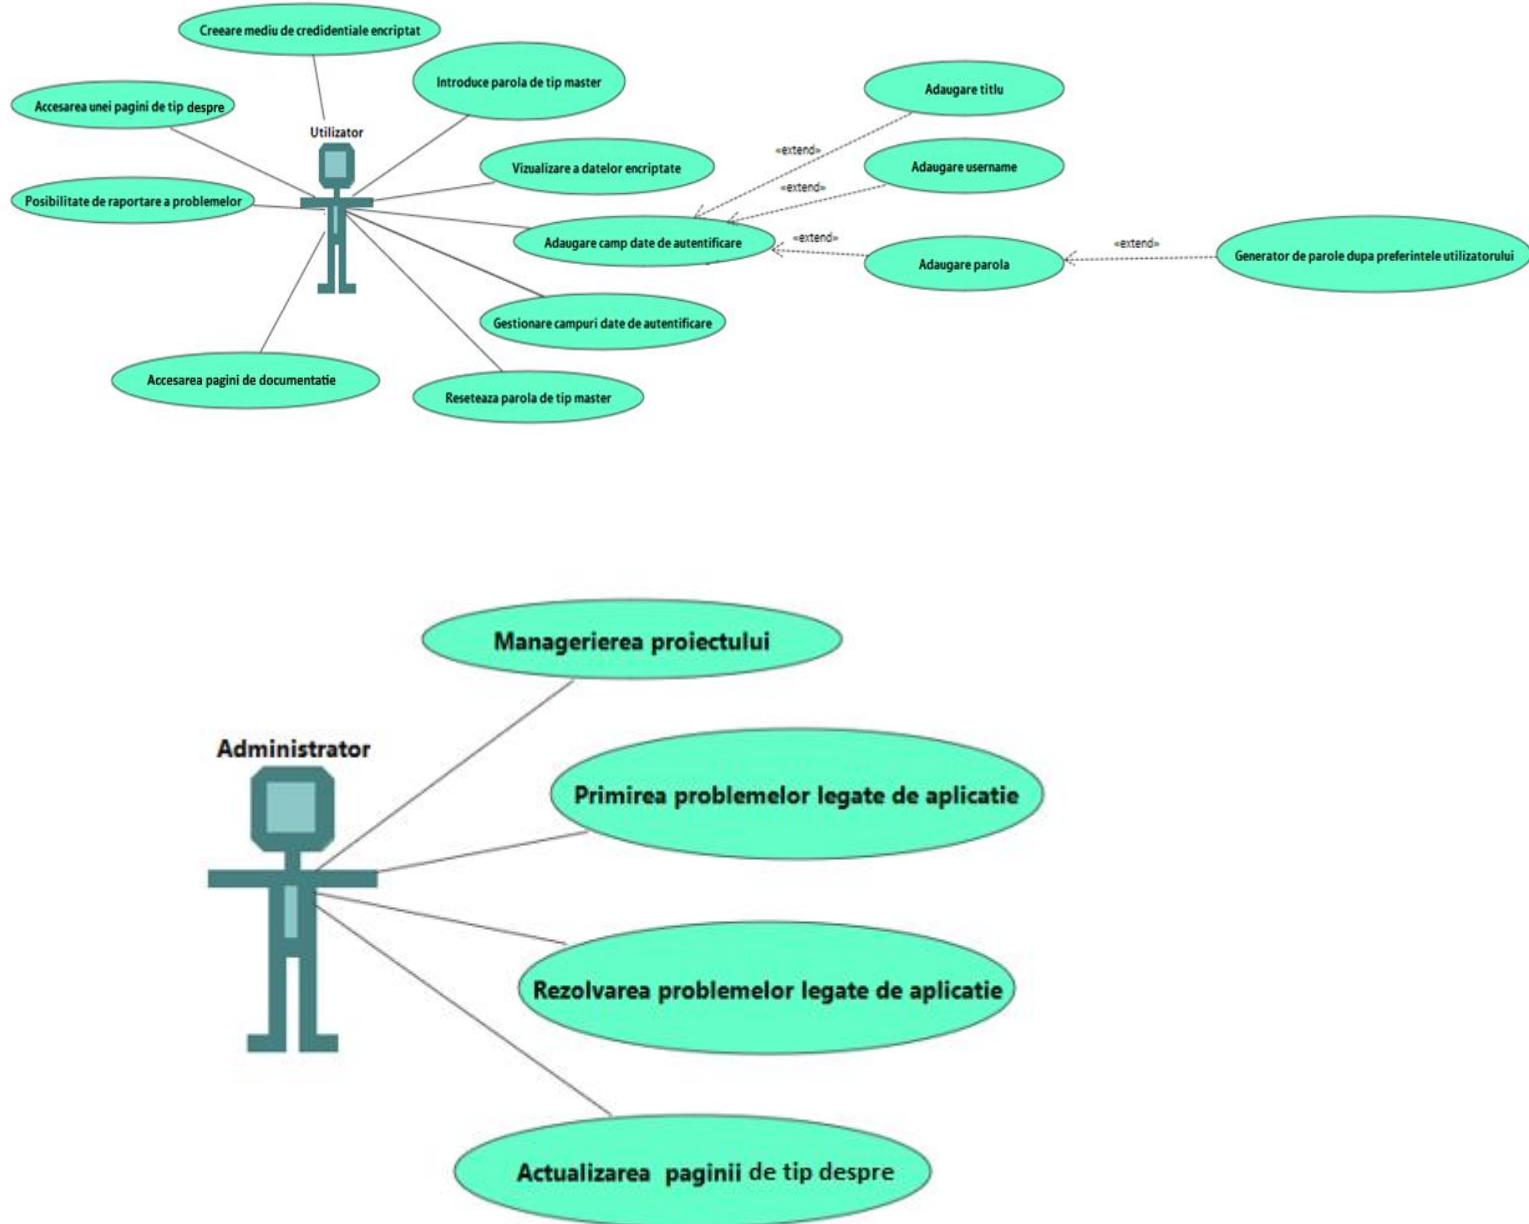 Creeare mediu de credidentiale encriptat
Introduce parola de tip master
Accesarea unei pagini de tip despre
Utilizator
Vizualizare a datelor encriptate
Posibilitate de raportare a problemelor
Adaugare camp date de autentificare
Gestionare campuri date de autentificare
Accesarea pagini de documentatie
Reseteaza parola de tip master
Adaugare titlu
«extend»
Adaugare username
«extend»
«extend»
Adaugare parola
«extend»
Generator de parole dupa preferintele utilizatorului
Managerierea proiectului
Administrator
Primirea problemelor legate de aplicatie
Rezolvarea problemelor legate de aplicatie
Actualizarea paginii de tip despre